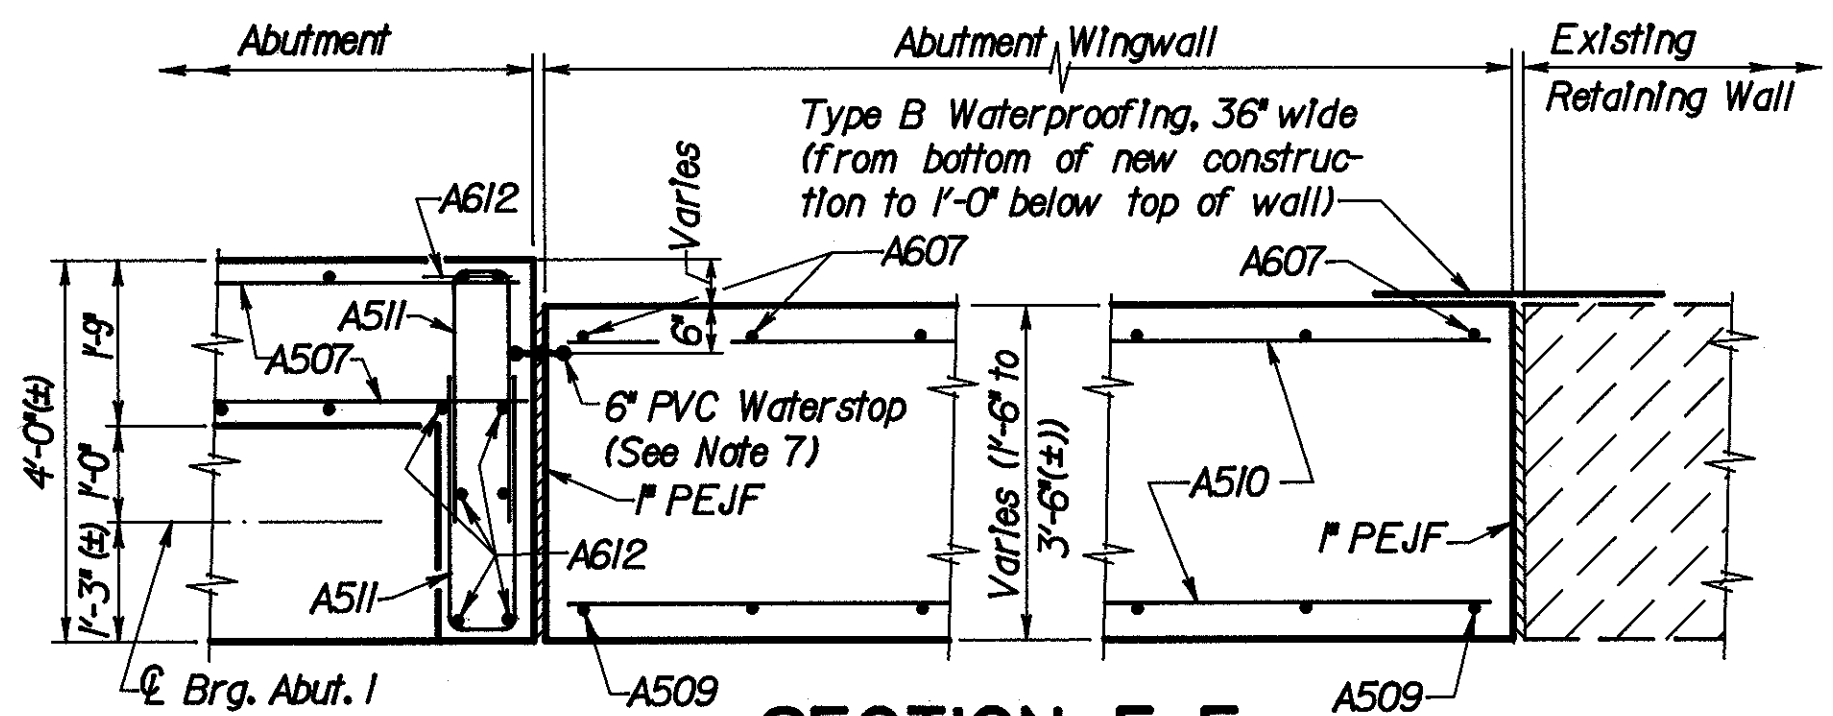 Abutment
Abutment Wingwall
Existing
Retaining Wall
Type B Waterproofing, 36" wide
(from bottom of new construc-
tion to 1'-0" below top of wall)
Varies
A612
A607
A607
A511
6"
1'-9"
A507
4'-0"(±)
6" PVC Waterstop
(See Note 7)
1" PEJF
Varies (1'-6" to
3'-6"(±))
A510
1'-0"
1" PEJF
A612
1'-3" (±)
A511
℄ Brg. Abut. 1
A509
A509